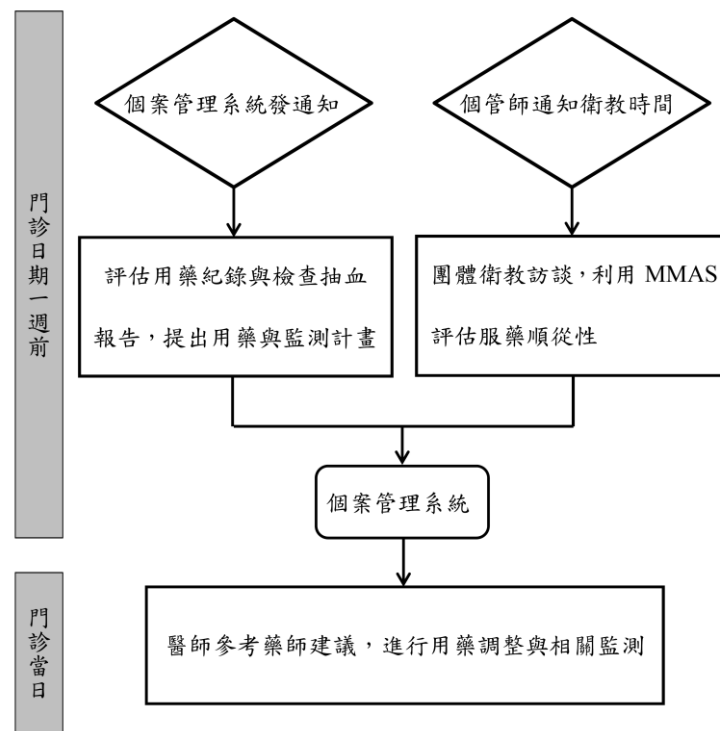 門診日期一週前
個案管理系統發通知
個管師通知衛教時間
評估用藥紀錄與檢查抽血
報告，提出用藥與監測計畫
團體衛教訪談，利用 MMAS
評估服藥順從性
個案管理系統
門診當日
醫師參考藥師建議，進行用藥調整與相關監測